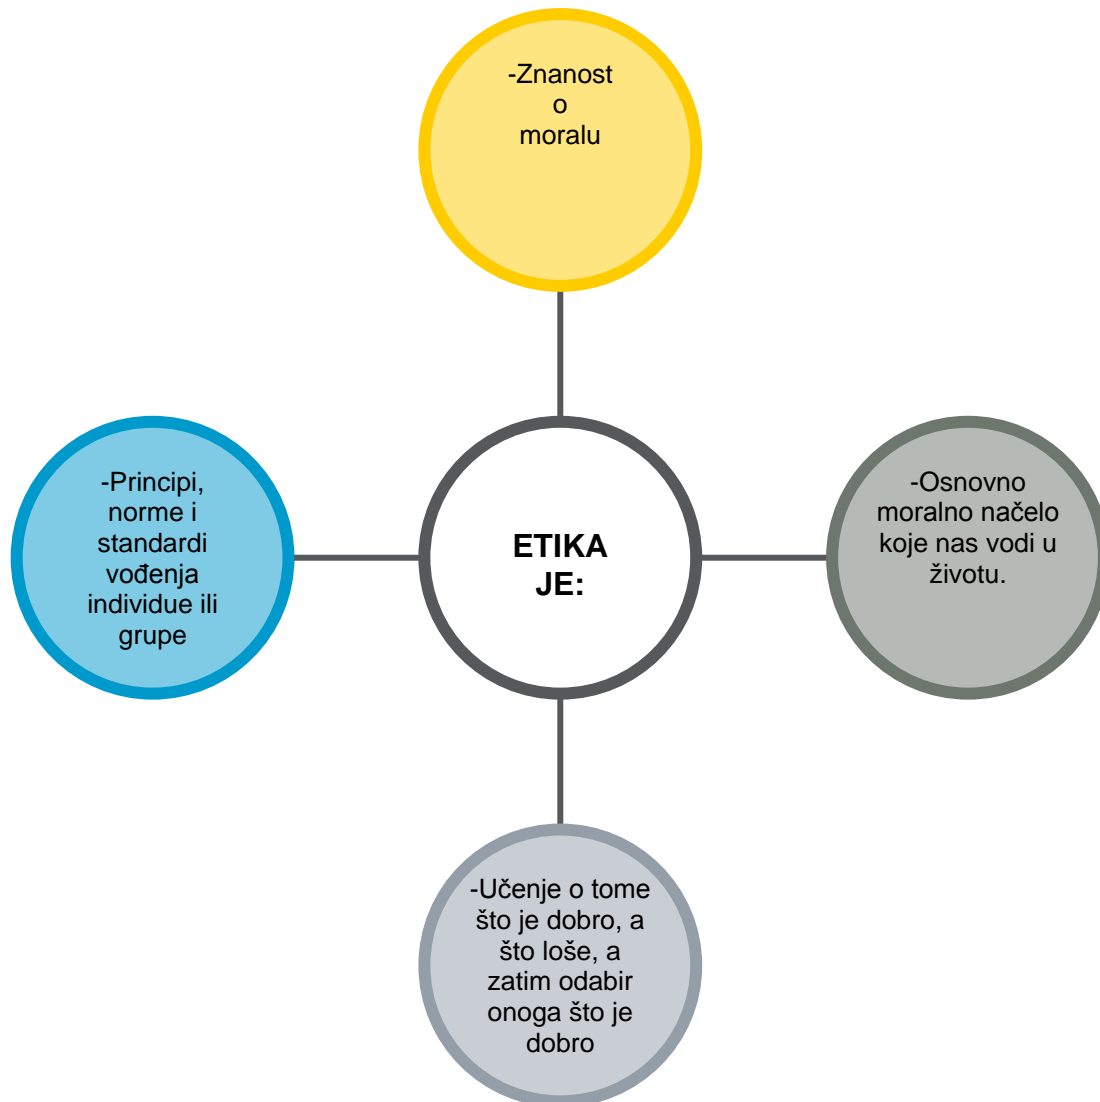 -Znanost
o
moralu
-Principi,
norme i
standardi
vođenja
individue ili
grupe
ETIKA
JE:
-Osnovno
moralno načelo
koje nas vodi u
životu.
-Učenje o tome
što je dobro, a
što loše, a
zatim odabir
onoga što je
dobro